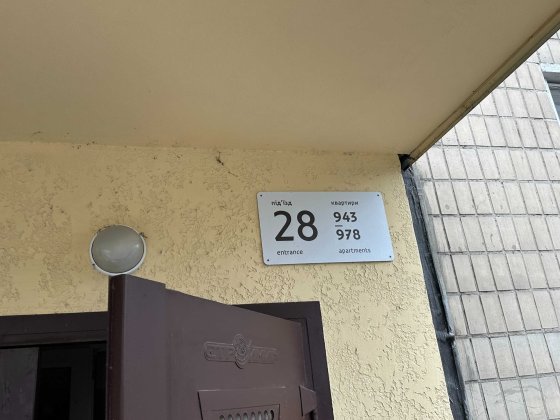 під'їзд
28
entrance
квартири
943
978
apartments